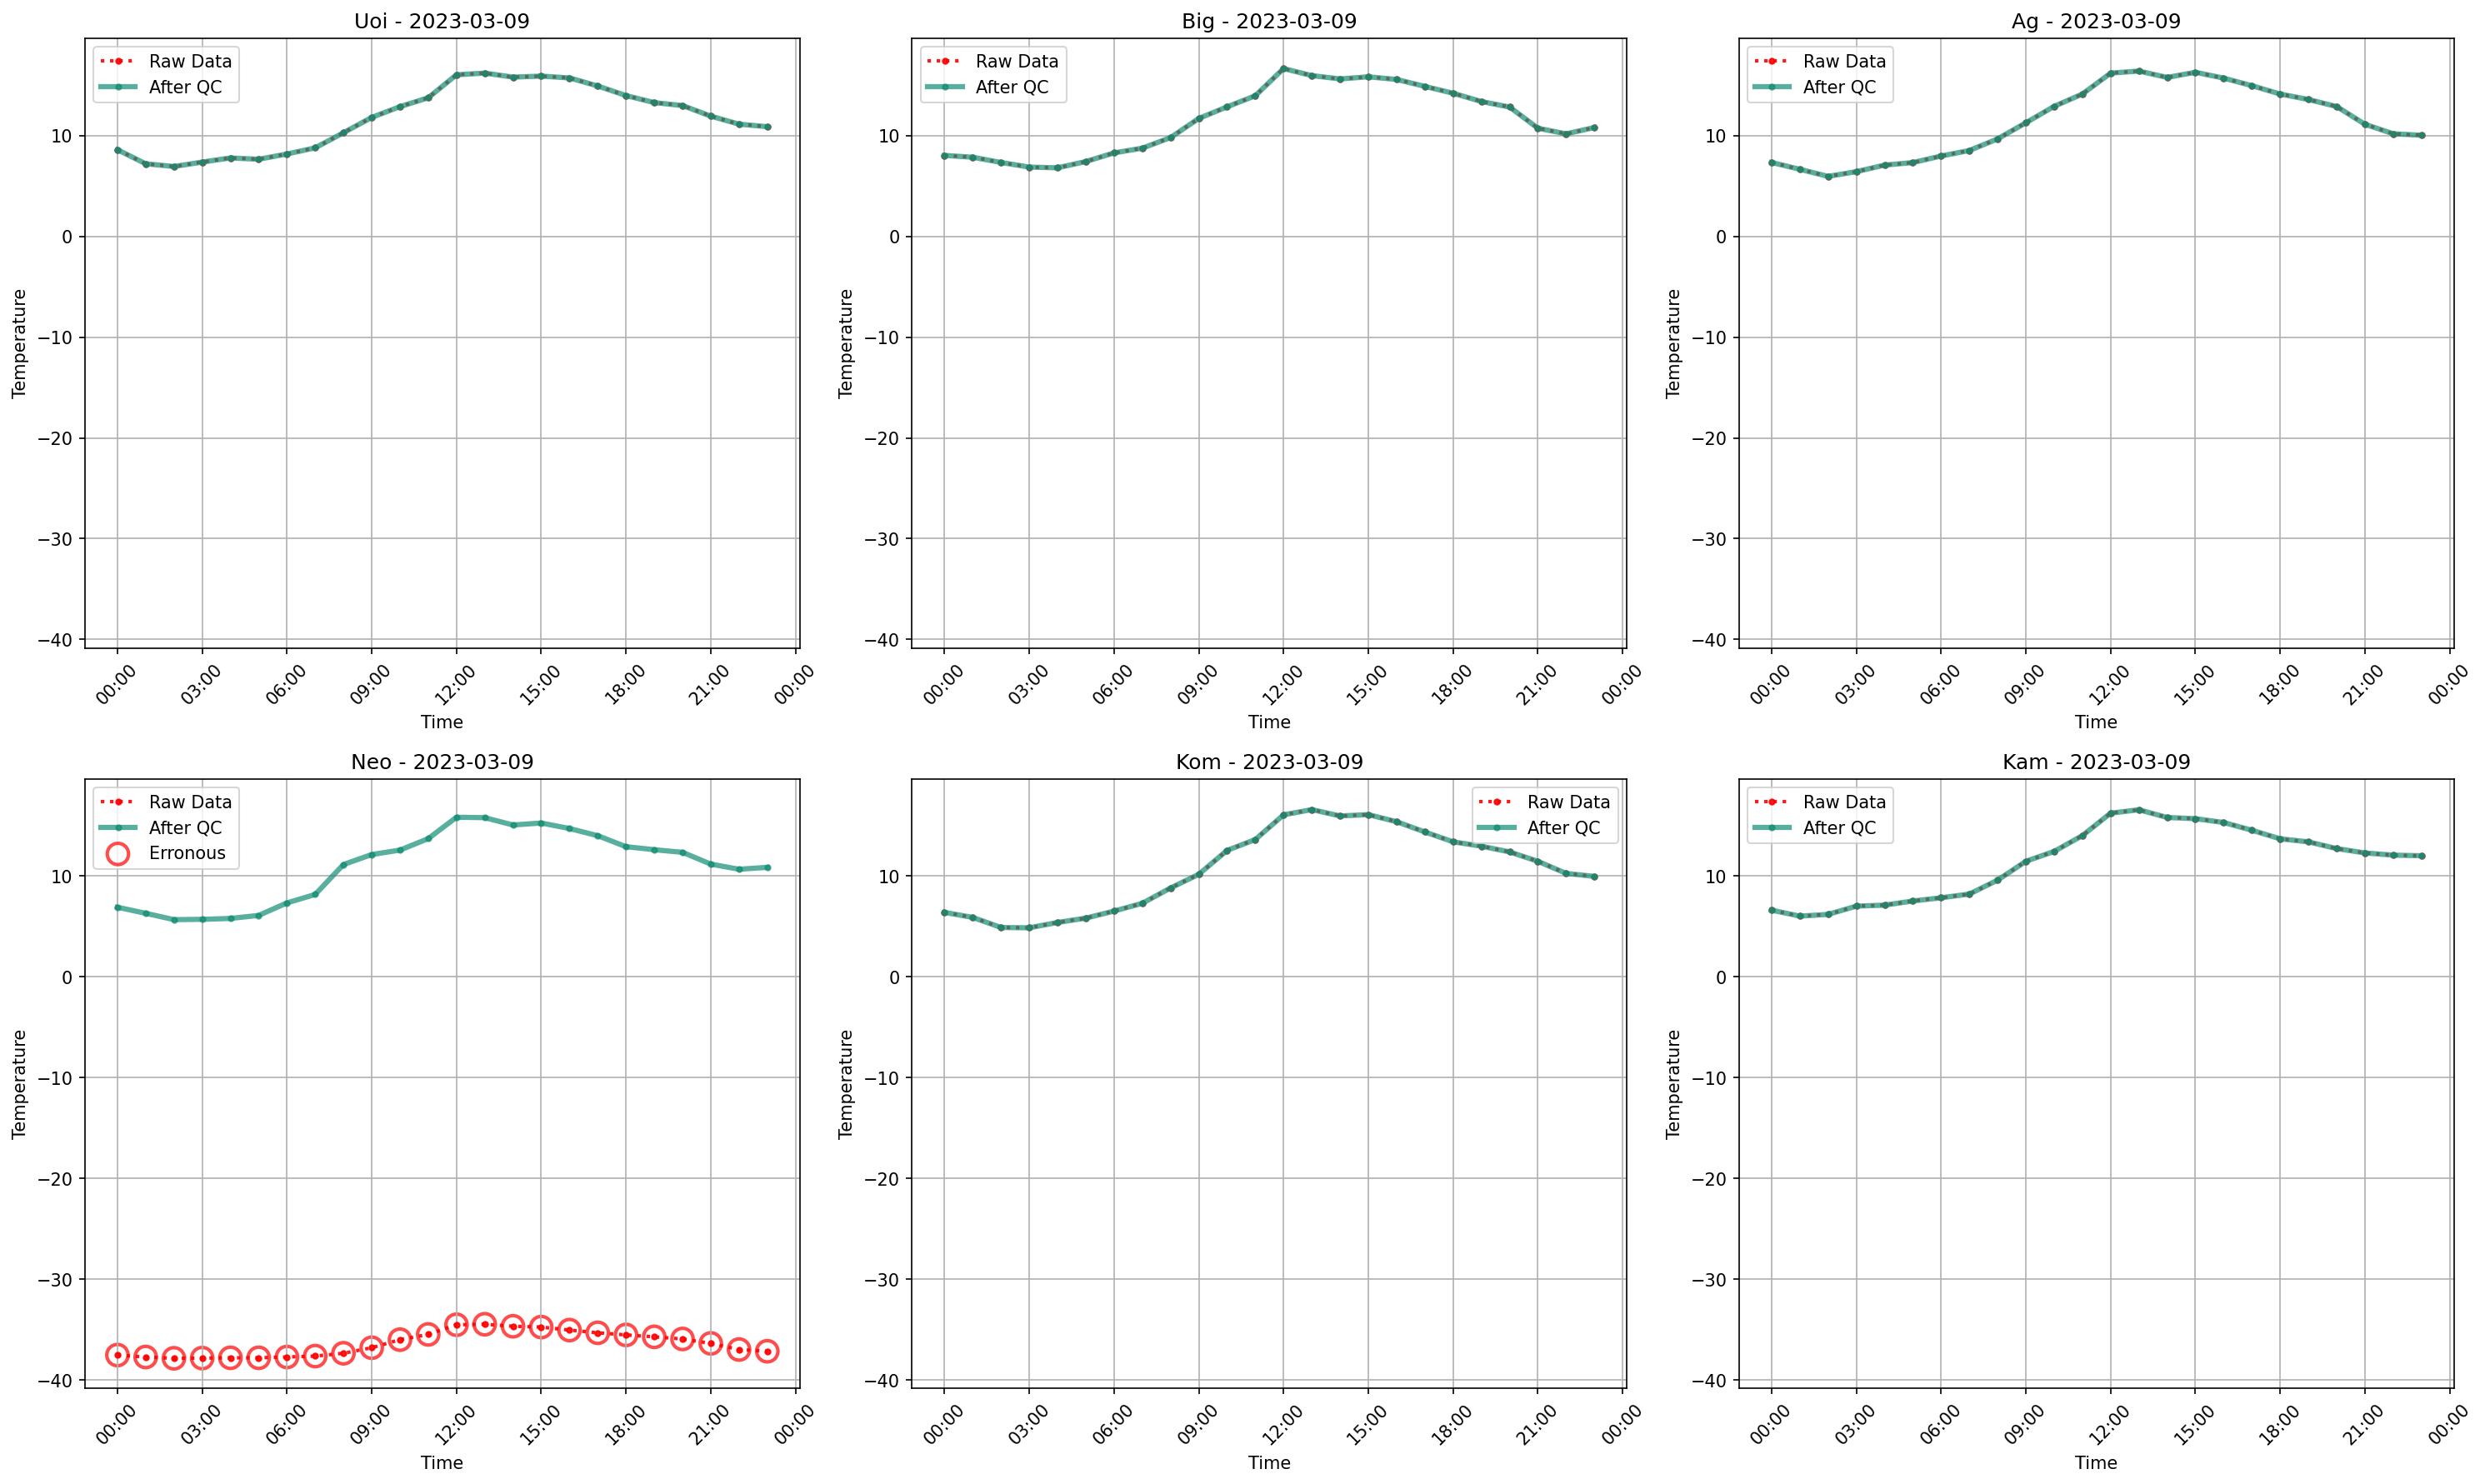 Uoi - 2023-03-09
Raw Data
After QC
10
0
−10
−20
−30
−40
Temperature
00:00 03:00 06:00 09:00 12:00 15:00 18:00 21:00 00:00
Time
Big - 2023-03-09
Raw Data
After QC
10
0
−10
−20
−30
−40
Temperature
00:00 03:00 06:00 09:00 12:00 15:00 18:00 21:00 00:00
Time
Ag - 2023-03-09
Raw Data
After QC
10
0
−10
−20
−30
−40
Temperature
00:00 03:00 06:00 09:00 12:00 15:00 18:00 21:00 00:00
Time
Neo - 2023-03-09
Raw Data
After QC
Erronous
10
0
−10
−20
−30
−40
Temperature
00:00 03:00 06:00 09:00 12:00 15:00 18:00 21:00 00:00
Time
Kom - 2023-03-09
Raw Data
After QC
10
0
−10
−20
−30
−40
Temperature
00:00 03:00 06:00 09:00 12:00 15:00 18:00 21:00 00:00
Time
Kam - 2023-03-09
Raw Data
After QC
10
0
−10
−20
−30
−40
Temperature
00:00 03:00 06:00 09:00 12:00 15:00 18:00 21:00 00:00
Time